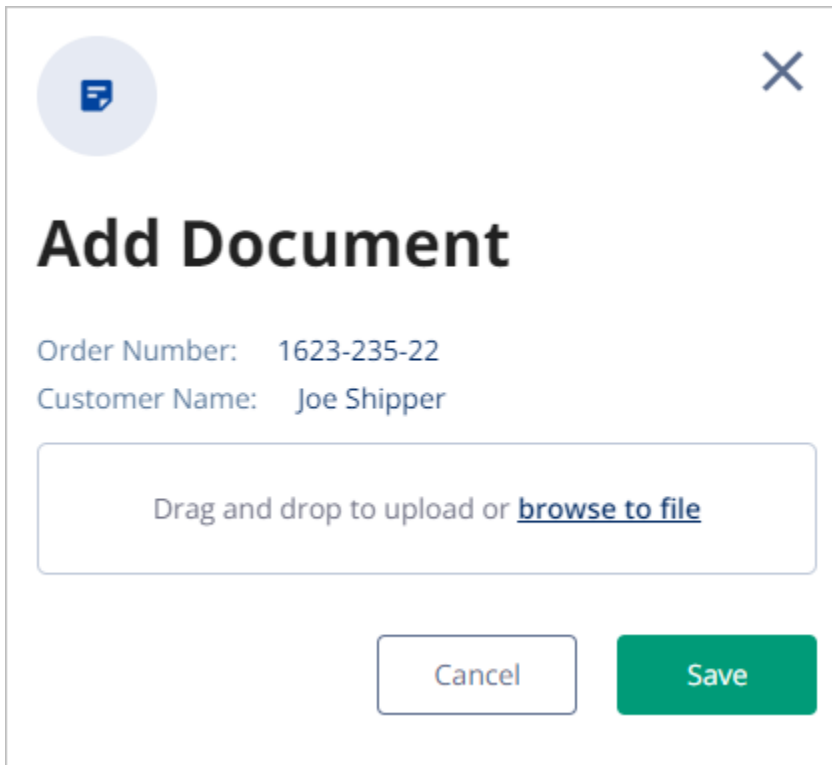 Add Document
Order Number: 1623-235-22
Customer Name: Joe Shipper
Drag and drop to upload or browse to file
Cancel Save